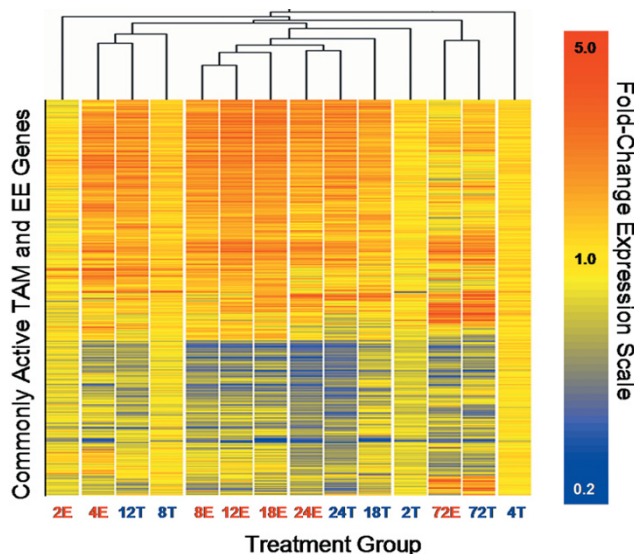 Commonly Active TAM and EE Genes
5.0
1.0
0.2
Fold-Change Expression Scale
2E 4E 12T 8T 8E 12E 18E 24E 24T 18T 2T 72E 72T 4T
Treatment Group